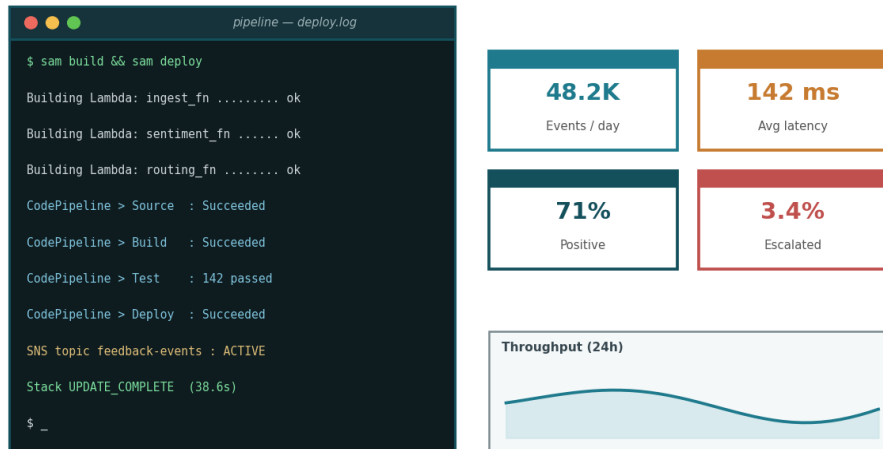 pipeline — deploy.log
$ sam build && sam deploy
Building Lambda: ingest_fn ......... ok
Building Lambda: sentiment_fn ...... ok
Building Lambda: routing_fn ........ ok
CodePipeline > Source  : Succeeded
CodePipeline > Build   : Succeeded
CodePipeline > Test    : 142 passed
CodePipeline > Deploy  : Succeeded
SNS topic feedback-events : ACTIVE
Stack UPDATE_COMPLETE  (38.6s)
$ _
48.2K
Events / day
142 ms
Avg latency
71%
Positive
3.4%
Escalated
Throughput (24h)